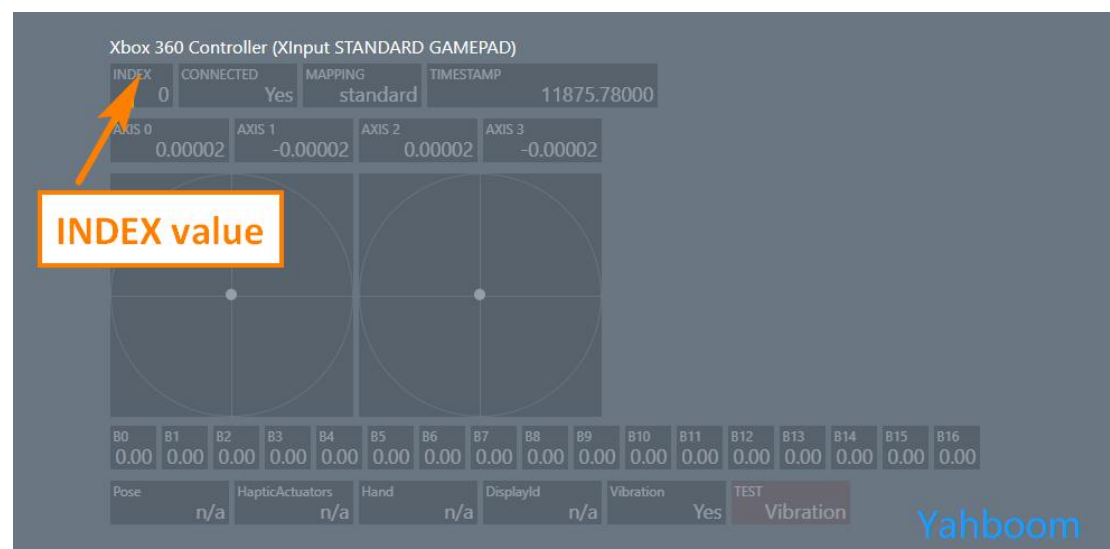 Xbox 360 Controller (XInput STANDARD GAMEPAD)
INDEX CONNECTED MAPPING TIMESTAMP
0 Yes standard 11875.78000
AXIS 0 AXIS 1 AXIS 2 AXIS 3
0.00002 -0.00002 0.00002 -0.00002
INDEX value
B0 B1 B2 B3 B4 B5 B6 B7 B8 B9 B10 B11 B12 B13 B14 B15 B16
0.00 0.00 0.00 0.00 0.00 0.00 0.00 0.00 0.00 0.00 0.00 0.00 0.00 0.00 0.00 0.00 0.00
Pose HapticActuators Hand DisplayId Vibration TEST
n/a n/a n/a n/a Yes Vibration
Yahboom